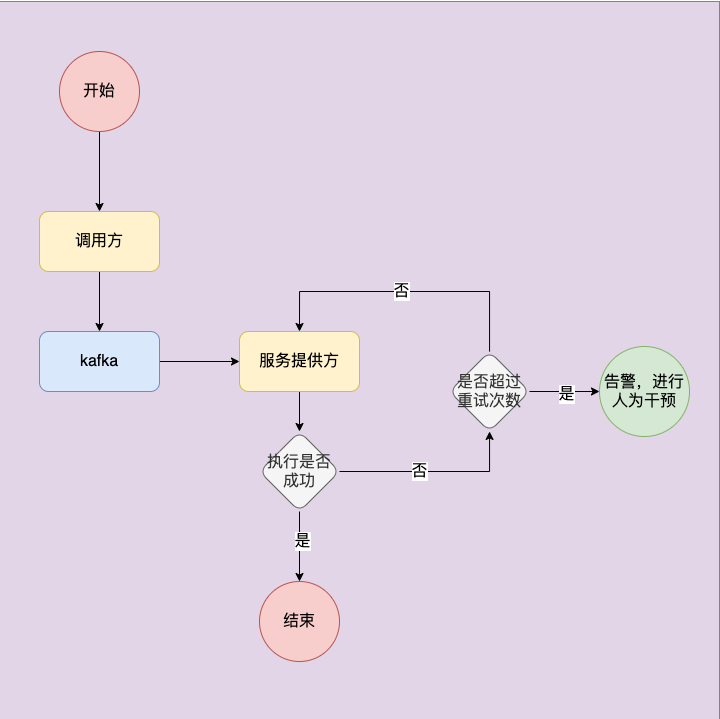 开始
调用方
kafka
服务提供方
否
是否超过
重试次数
是
告警，进行
人为干预
执行是否
成功
否
是
结束